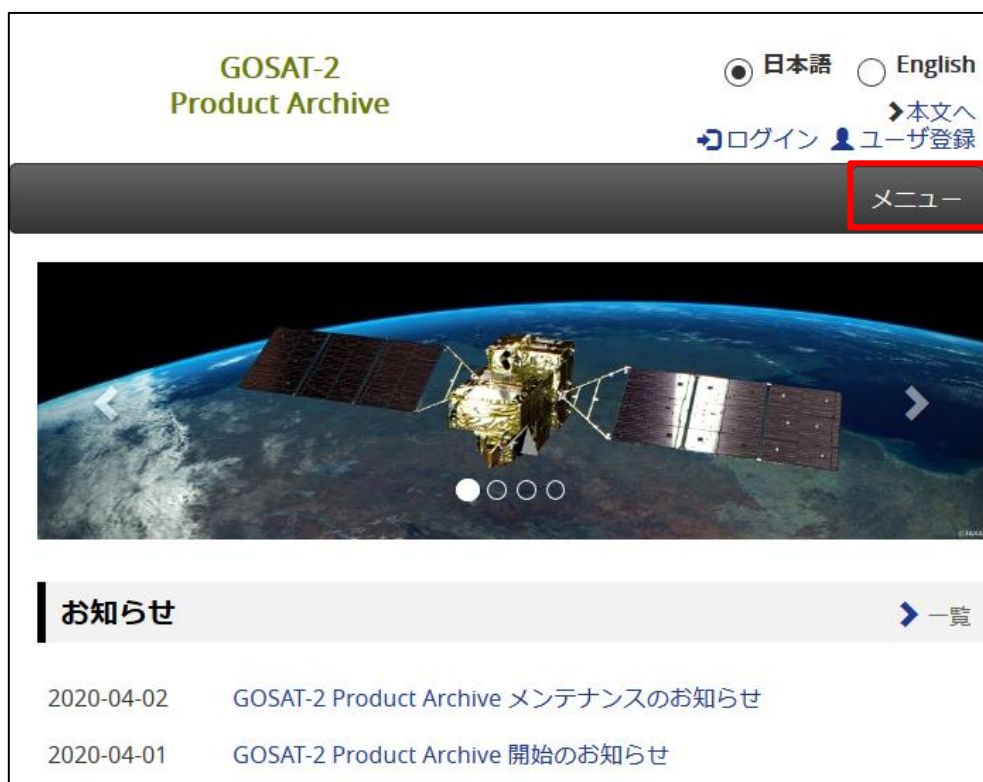 GOSAT-2
Product Archive
日本語 English
本文へ
ログイン ユーザ登録
メニュー
©JAXA
お知らせ
一覧
2020-04-02 GOSAT-2 Product Archive メンテナンスのお知らせ
2020-04-01 GOSAT-2 Product Archive 開始のお知らせ